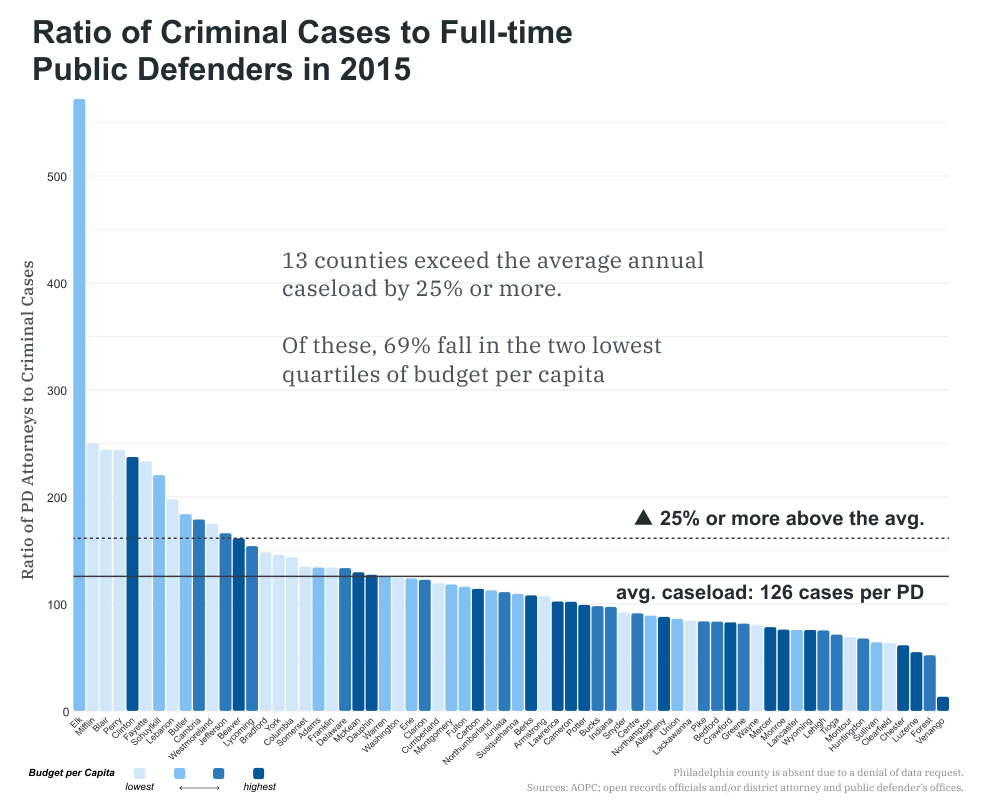 Ratio of Criminal Cases to Full-time
Public Defenders in 2015
Ratio of PD Attorneys to Criminal Cases
500
400
300
200
100
0
13 counties exceed the average annual
caseload by 25% or more.
Of these, 69% fall in the two lowest
quartiles of budget per capita
▲ 25% or more above the avg.
avg. caseload: 126 cases per PD
Elk
Mifflin
Blair
Perry
Clinton
Fayette
Schuylkill
Lebanon
Butler
Cambria
Westmoreland
Jefferson
Beaver
Lycoming
Bradford
York
Columbia
Somerset
Adams
Franklin
Delaware
McKean
Dauphin
Warren
Washington
Erie
Clarion
Cumberland
Montgomery
Fulton
Carbon
Northumberland
Juniata
Susquehanna
Berks
Armstrong
Lawrence
Cameron
Potter
Bucks
Indiana
Snyder
Centre
Northampton
Allegheny
Union
Lackawanna
Pike
Bedford
Crawford
Greene
Wayne
Mercer
Monroe
Lancaster
Wyoming
Lehigh
Tioga
Montour
Huntingdon
Sullivan
Clearfield
Chester
Luzerne
Forest
Venango
Budget per Capita
lowest
highest
Philadelphia county is absent due to a denial of data request.
Sources: AOPC; open records officials and/or district attorney and public defender's offices.